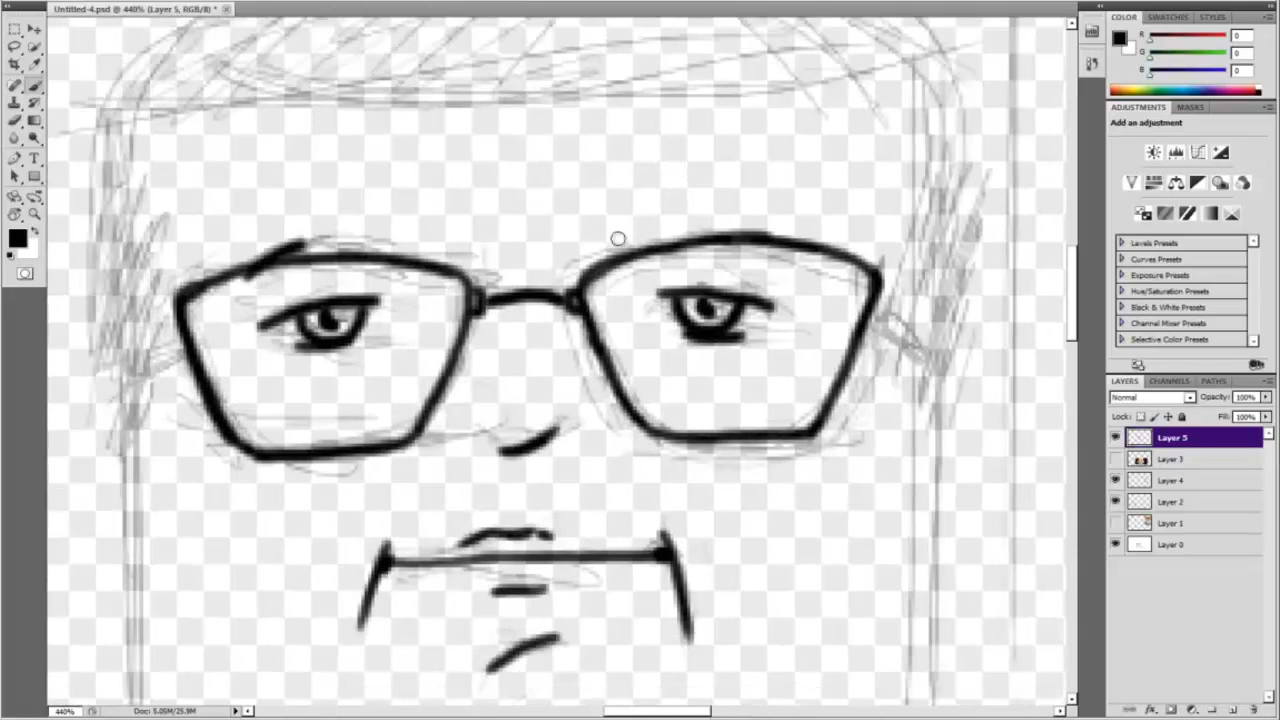 Untitled-4.psd @ 440% (Layer 5, RGB/8) *
COLOR SWATCHES STYLES
R 0
G 0
B 0
ADJUSTMENTS MASKS
Add an adjustment
Levels Presets
Curves Presets
Exposure Presets
Hue/Saturation Presets
Black & White Presets
Channel Mixer Presets
Selective Color Presets
LAYERS CHANNELS PATHS
Normal Opacity: 100%
Lock: Fill: 100%
Layer 5
Layer 3
Layer 4
Layer 2
Layer 1
Layer 0
440% Doc: 5.05M/25.9M